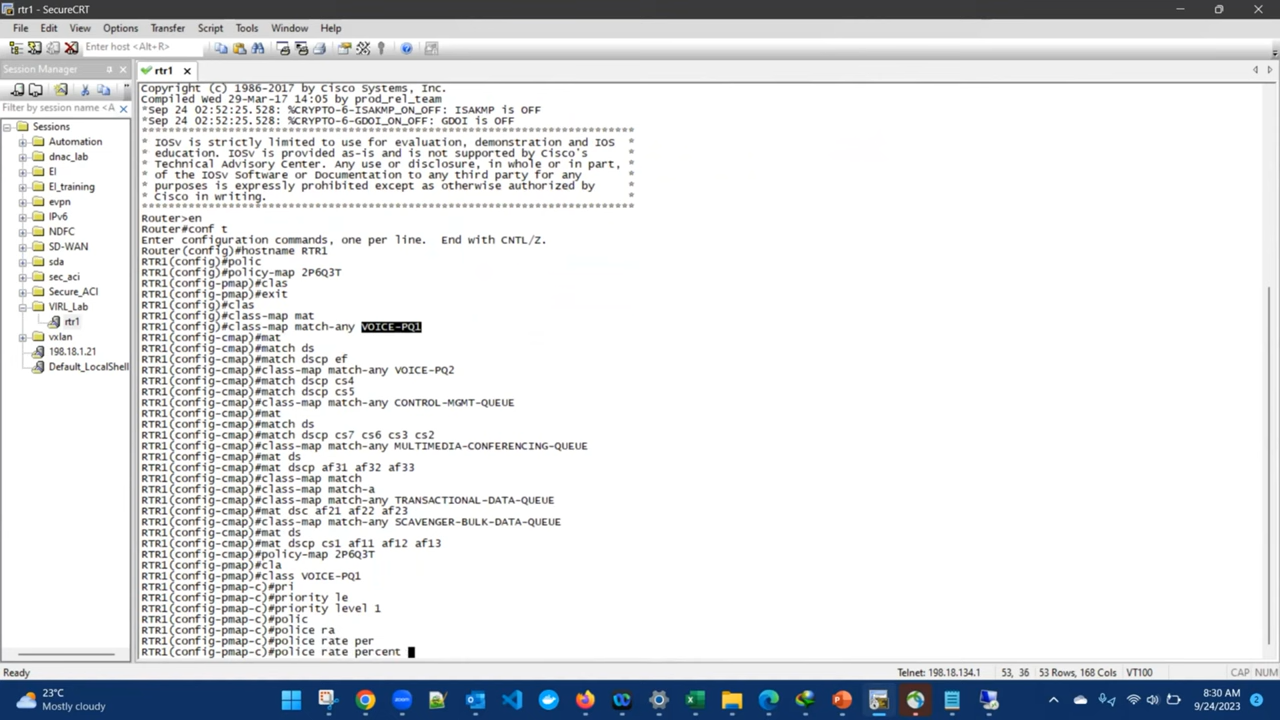 rtr1 - SecureCRT
File Edit View Options Transfer Script Tools Window Help
Enter host <Alt+R>
Session Manager
rtr1
Filter by session name <A
Sessions
Automation
dnac_lab
EI
EI_training
evpn
IPv6
NDFC
SD-WAN
sda
sec_aci
Secure_ACI
VIRL_Lab
rtr1
vxlan
198.18.1.21
Default_LocalShell
Copyright (c) 1986-2017 by Cisco Systems, Inc.
Compiled Wed 29-Mar-17 14:05 by prod_rel_team
*Sep 24 02:52:25.528: %CRYPTO-6-ISAKMP_ON_OFF: ISAKMP is OFF
*Sep 24 02:52:25.528: %CRYPTO-6-GDOI_ON_OFF: GDOI is OFF
**************************************************************************
* IOSv is strictly limited to use for evaluation, demonstration and IOS *
* education. IOSv is provided as-is and is not supported by Cisco's *
* Technical Advisory Center. Any use or disclosure, in whole or in part, *
* of the IOSv Software or Documentation to any third party for any *
* purposes is expressly prohibited except as otherwise authorized by *
* Cisco in writing. *
**************************************************************************
Router>en
Router#conf t
Enter configuration commands, one per line. End with CNTL/Z.
Router(config)#hostname RTR1
RTR1(config)#polic
RTR1(config)#policy-map 2P6Q3T
RTR1(config-pmap)#clas
RTR1(config-pmap)#exit
RTR1(config)#clas
RTR1(config)#class-map mat
RTR1(config)#class-map match-any VOICE-PQ1
RTR1(config-cmap)#mat
RTR1(config-cmap)#match ds
RTR1(config-cmap)#match dscp ef
RTR1(config-cmap)#class-map match-any VOICE-PQ2
RTR1(config-cmap)#match dscp cs4
RTR1(config-cmap)#match dscp cs5
RTR1(config-cmap)#class-map match-any CONTROL-MGMT-QUEUE
RTR1(config-cmap)#mat
RTR1(config-cmap)#match ds
RTR1(config-cmap)#match dscp cs7 cs6 cs3 cs2
RTR1(config-cmap)#class-map match-any MULTIMEDIA-CONFERENCING-QUEUE
RTR1(config-cmap)#mat ds
RTR1(config-cmap)#mat dscp af31 af32 af33
RTR1(config-cmap)#class-map match
RTR1(config-cmap)#class-map match-a
RTR1(config-cmap)#class-map match-any TRANSACTIONAL-DATA-QUEUE
RTR1(config-cmap)#mat dsc af21 af22 af23
RTR1(config-cmap)#class-map match-any SCAVENGER-BULK-DATA-QUEUE
RTR1(config-cmap)#mat ds
RTR1(config-cmap)#mat dscp cs1 af11 af12 af13
RTR1(config-cmap)#policy-map 2P6Q3T
RTR1(config-pmap)#cla
RTR1(config-pmap)#class VOICE-PQ1
RTR1(config-pmap-c)#pri
RTR1(config-pmap-c)#priority le
RTR1(config-pmap-c)#priority level 1
RTR1(config-pmap-c)#polic
RTR1(config-pmap-c)#police ra
RTR1(config-pmap-c)#police rate per
RTR1(config-pmap-c)#police rate percent
Ready
Telnet: 198.18.134.1 53, 36 53 Rows, 168 Cols VT100 CAP NUM
23°C
Mostly cloudy
8:30 AM
9/24/2023